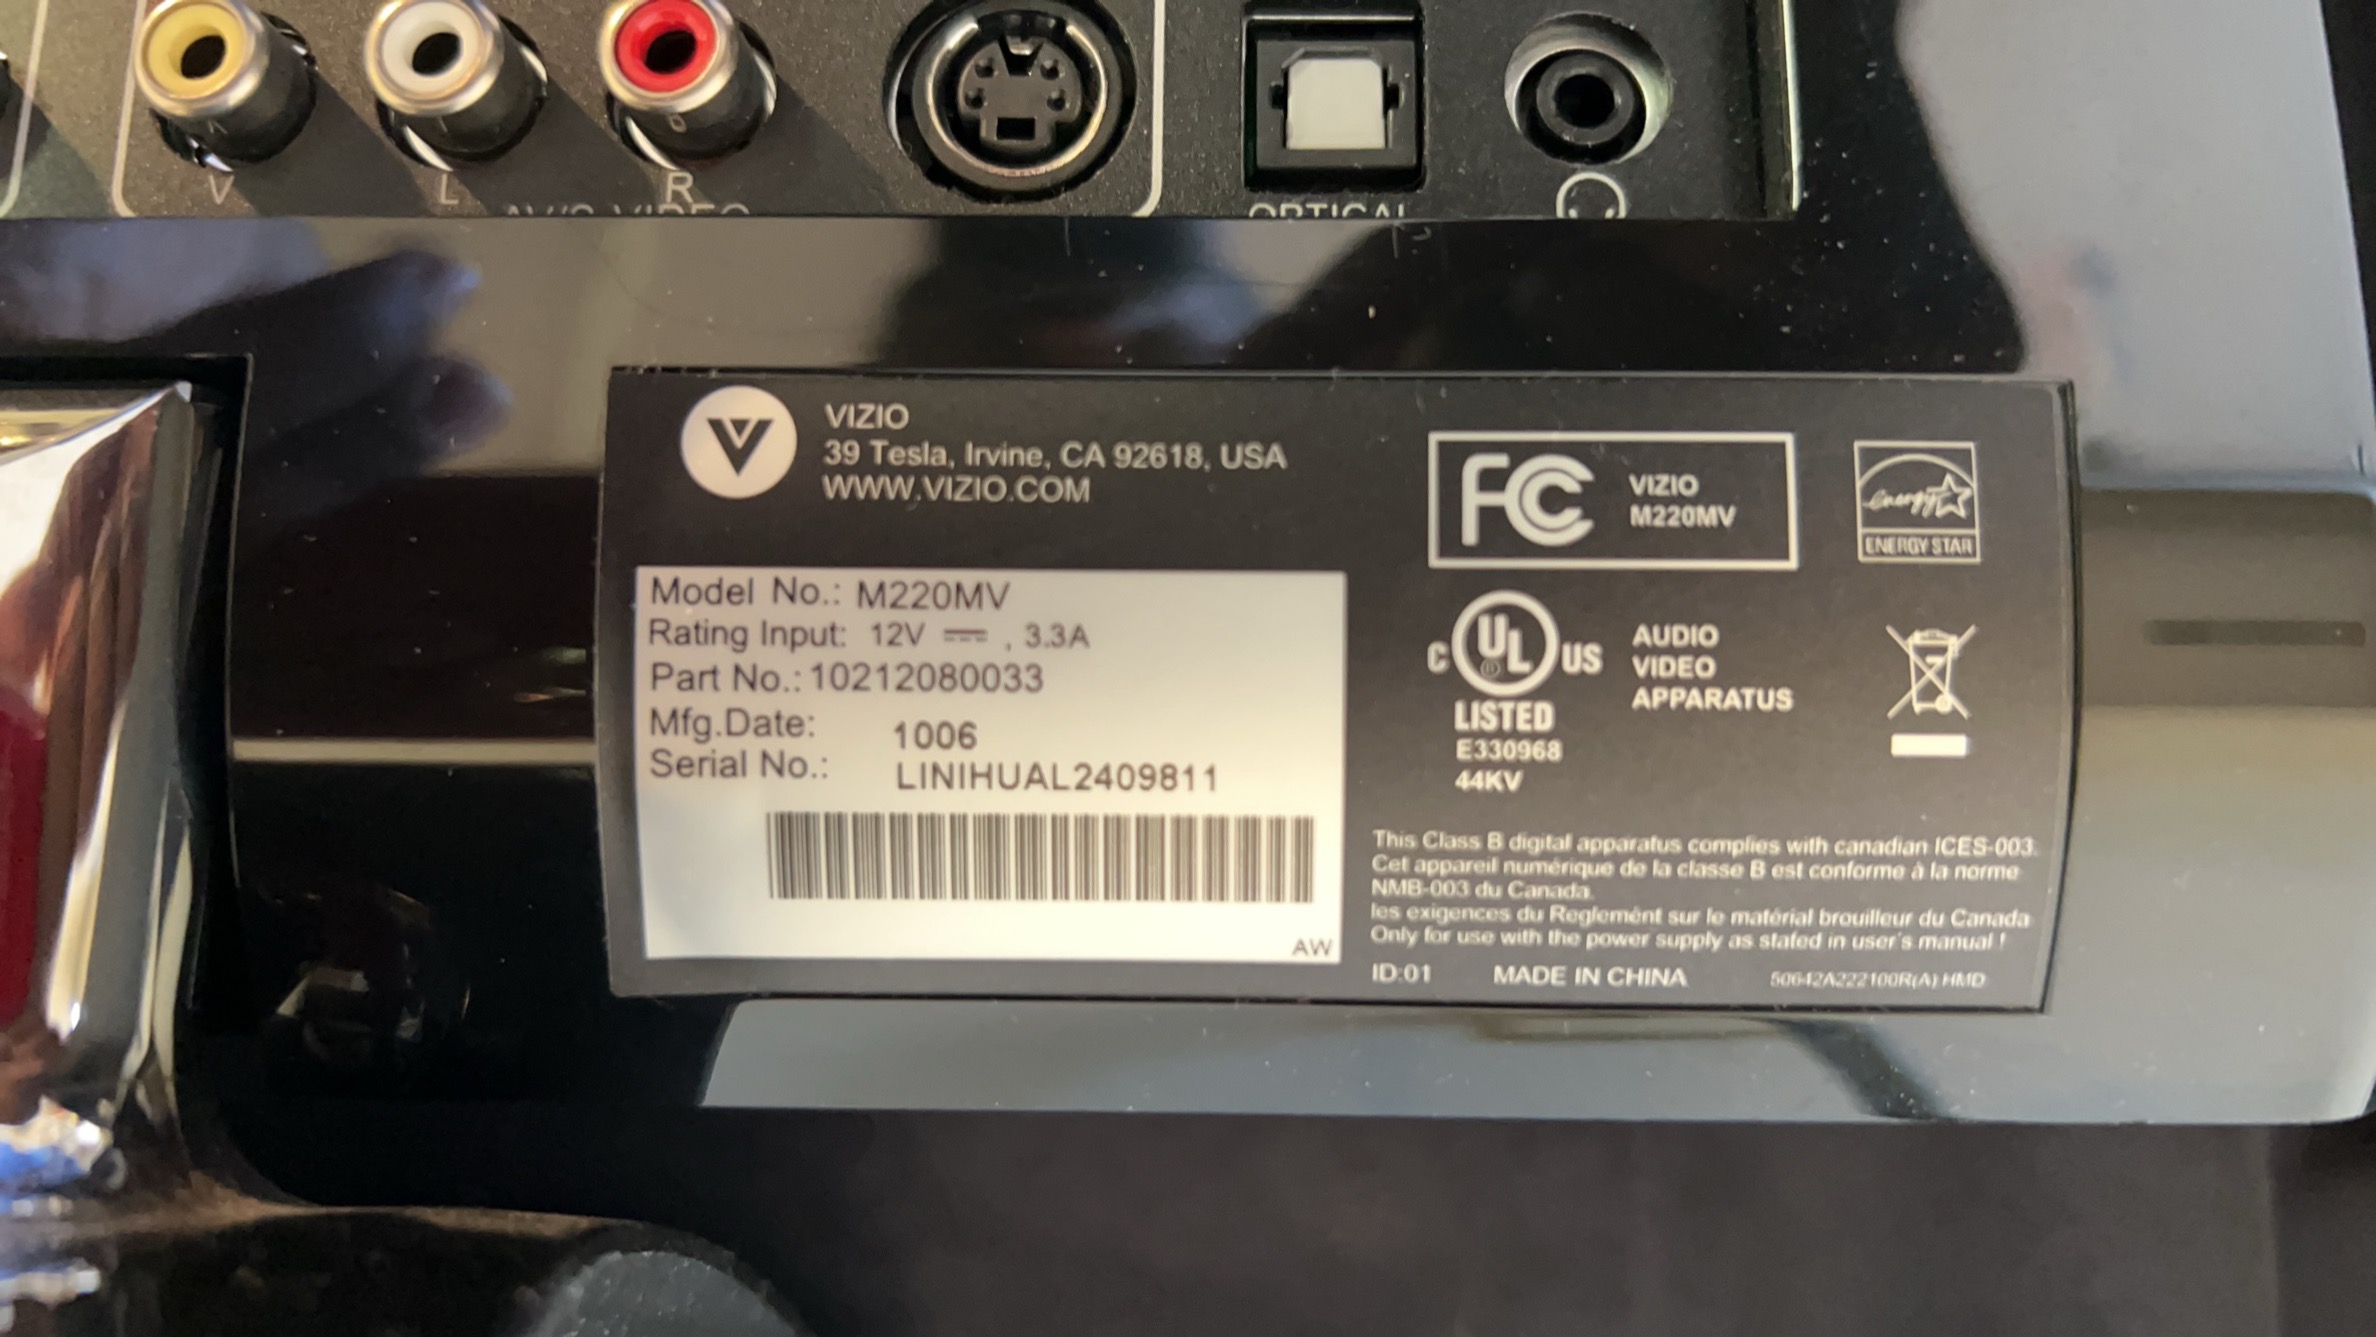 V L R
AV/S-VIDEO
OPTICAL
VIZIO
39 Tesla, Irvine, CA 92618, USA
WWW.VIZIO.COM
FC VIZIO
M220MV
energy
ENERGY STAR
Model No.: M220MV
Rating Input: 12V ⎓ , 3.3A
Part No.: 10212080033
Mfg.Date: 1006
Serial No.: LINIHUAL2409811
AW
C UL US
®
LISTED
E330968
44KV
AUDIO
VIDEO
APPARATUS
This Class B digital apparatus complies with canadian ICES-003.
Cet appareil numérique de la classe B est conforme à la norme
NMB-003 du Canada.
les exigences du Reglemént sur le matérial brouilleur du Canada
Only for use with the power supply as stated in user's manual !
ID:01 MADE IN CHINA 50642A222100R(A) HMD